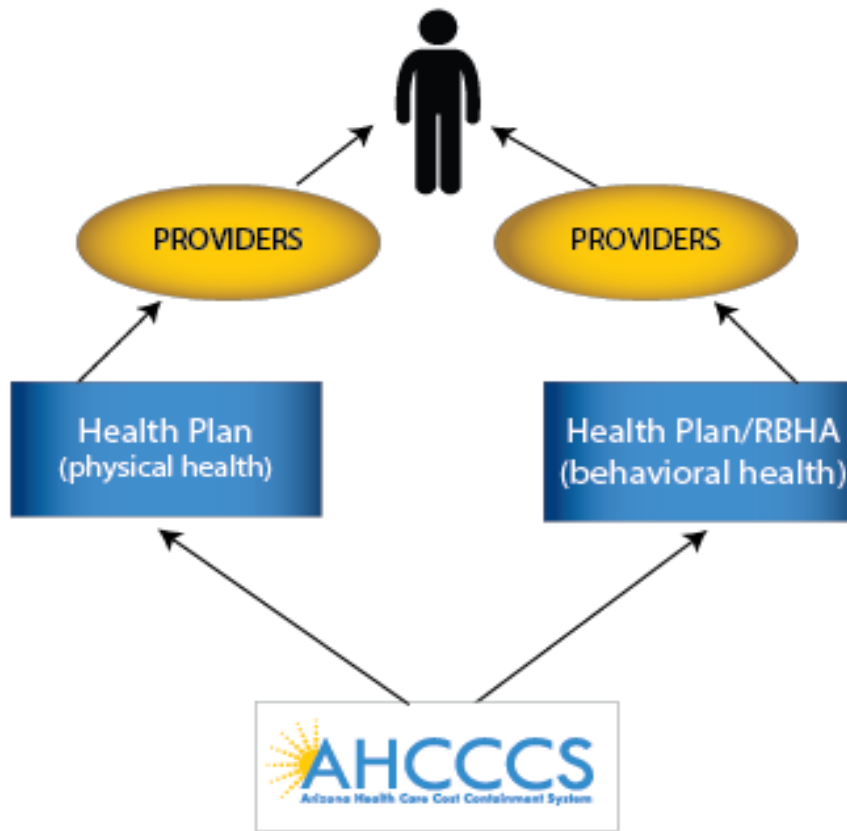 PROVIDERS
PROVIDERS
Health Plan
(physical health)
Health Plan/RBHA
(behavioral health)
AHCCCS
Arizona Health Care Cost Containment System